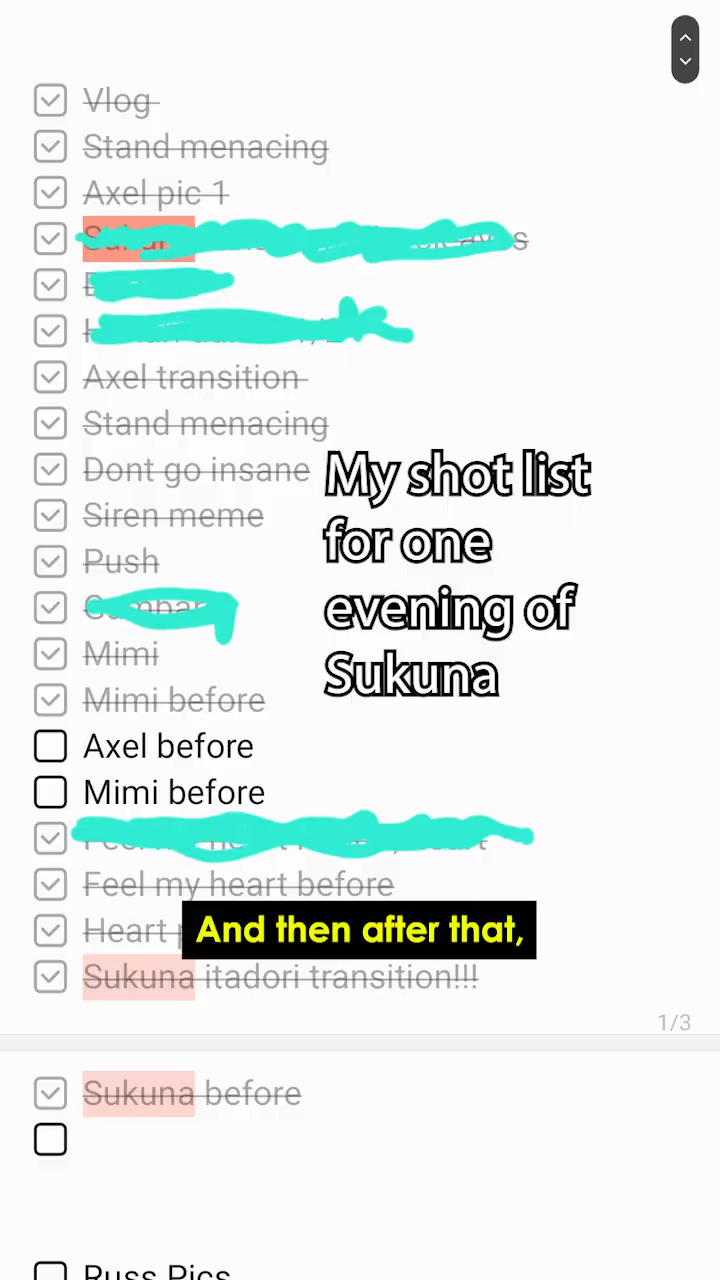 Vlog
Stand menacing
Axel pic 1
Axel transition
Stand menacing
Dont go insane
My shot list
Siren meme
for one
Push
evening of
Mimi
Sukuna
Mimi before
Axel before
Mimi before
Feel my heart before
Heart
And then after that,
Sukuna itadori transition!!!
1/3
Sukuna before
Russ Pics